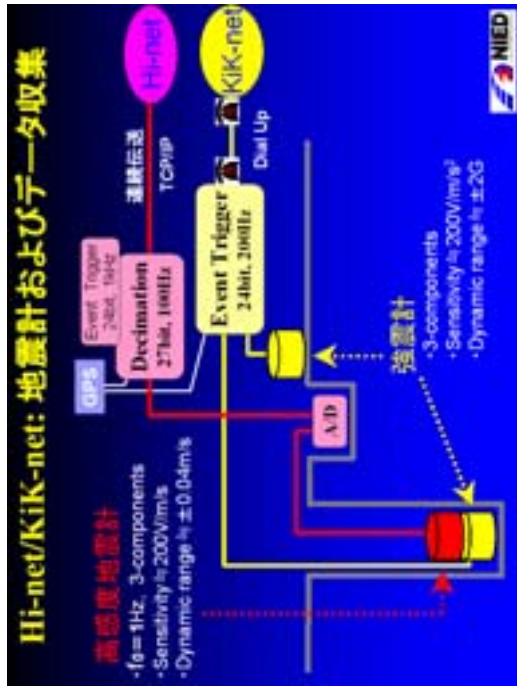 Hi-net/KiK-net: 地震計およびデータ収集
高感度地震計
・f₀=1Hz, 3-components
・Sensitivity≒200V/m/s
・Dynamic range≒±0.04m/s
GPS
Event Trigger
24bit, 1kHz
Decimation
27bit, 100Hz
連続伝送
TCP/IP
Hi-net
Event Trigger
24bit, 200Hz
Dial Up
KiK-net
A/D
強震計
・3-components
・Sensitivity≒200V/m/s²
・Dynamic range≒±2G
NIED